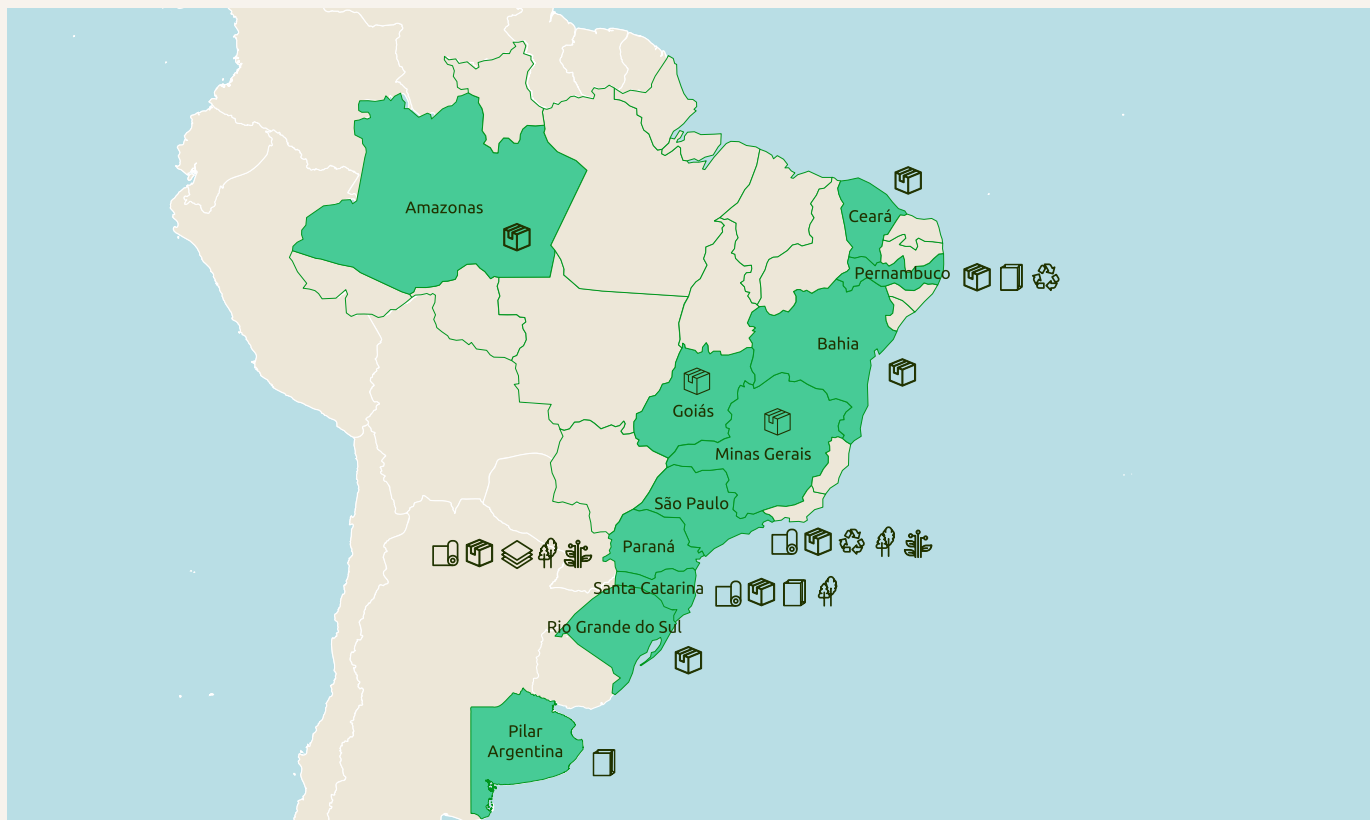 Amazonas
Ceará
Pernambuco
Bahia
Goiás
Minas Gerais
São Paulo
Paraná
Santa Catarina
Rio Grande do Sul
Pilar
Argentina